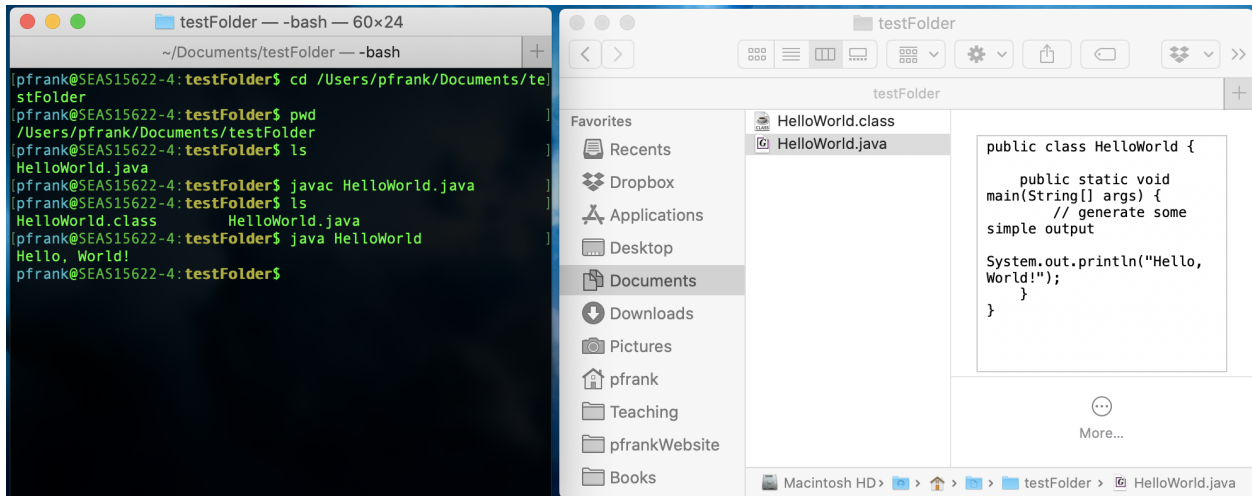 testFolder — -bash — 60×24
~/Documents/testFolder — -bash
[pfrank@SEAS15622-4:testFolder$ cd /Users/pfrank/Documents/te]
stFolder
[pfrank@SEAS15622-4:testFolder$ pwd ]
/Users/pfrank/Documents/testFolder
[pfrank@SEAS15622-4:testFolder$ ls ]
HelloWorld.java
[pfrank@SEAS15622-4:testFolder$ javac HelloWorld.java ]
[pfrank@SEAS15622-4:testFolder$ ls ]
HelloWorld.class HelloWorld.java
[pfrank@SEAS15622-4:testFolder$ java HelloWorld ]
Hello, World!
pfrank@SEAS15622-4:testFolder$
testFolder
testFolder
Favorites
Recents
Dropbox
Applications
Desktop
Documents
Downloads
Pictures
pfrank
Teaching
pfrankWebsite
Books
HelloWorld.class
HelloWorld.java
public class HelloWorld {
public static void
main(String[] args) {
// generate some
simple output
System.out.println("Hello,
World!");
}
}
More...
Macintosh HD › › › › testFolder › HelloWorld.java